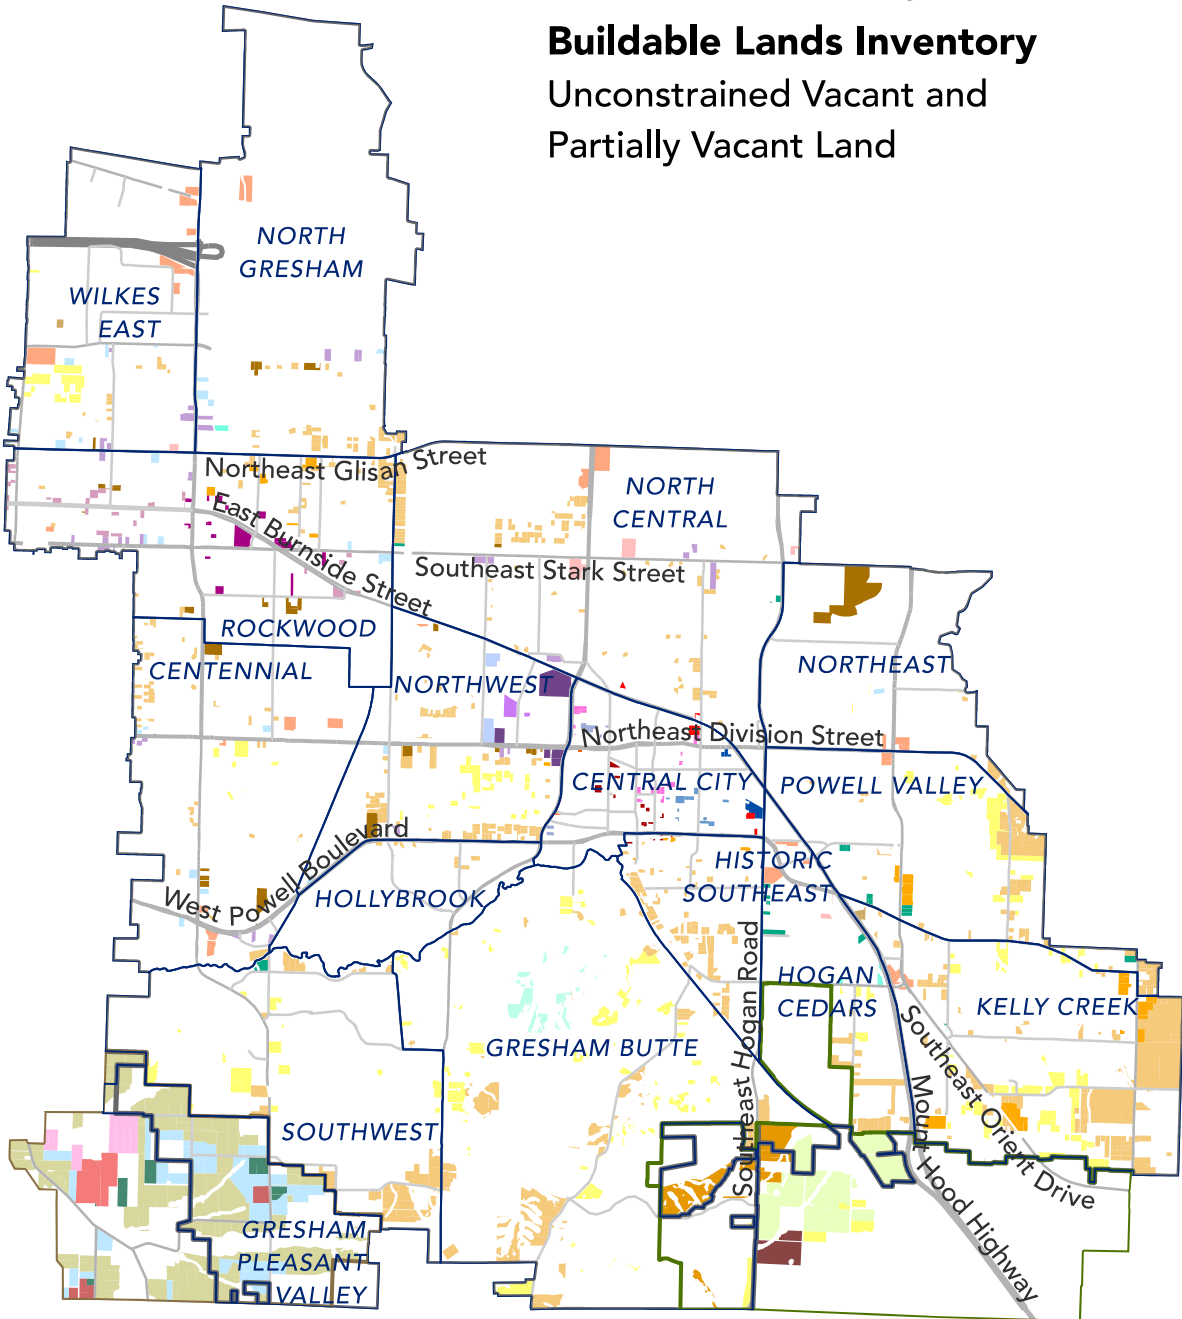 Buildable Lands Inventory
Unconstrained Vacant and
Partially Vacant Land
NORTH
GRESHAM
WILKES
EAST
Northeast Glisan Street
NORTH
CENTRAL
East Burnside Street
Southeast Stark Street
ROCKWOOD
CENTENNIAL
NORTHWEST
NORTHEAST
Northeast Division Street
CENTRAL CITY
POWELL VALLEY
West Powell Boulevard
HISTORIC
SOUTHEAST
HOLLYBROOK
Southeast Hogan Road
HOGAN
CEDARS
KELLY CREEK
GRESHAM BUTTE
Southeast Orient Drive
Mount Hood Highway
SOUTHWEST
GRESHAM
PLEASANT
VALLEY